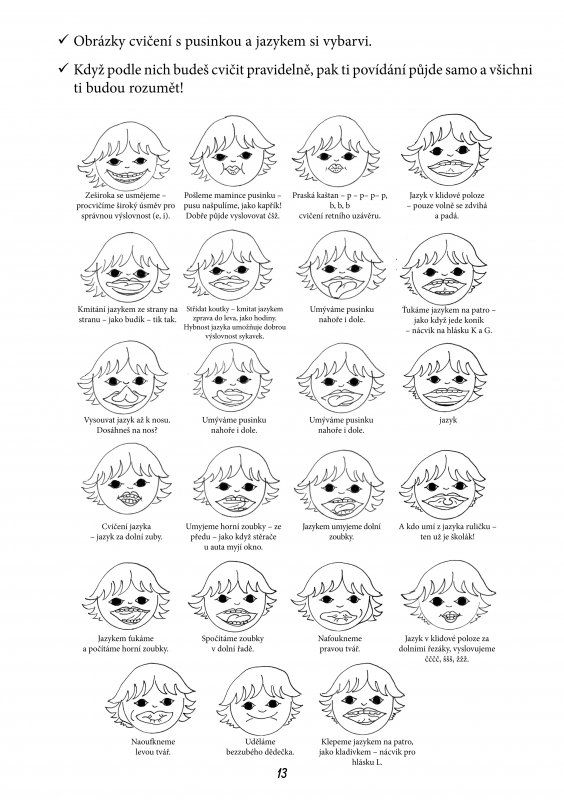 ✓ Obrázky cvičení s pusinkou a jazykem si vybarvi.
✓ Když podle nich budeš cvičit pravidelně, pak ti povídání půjde samo a všichni
ti budou rozumět!
Zeširoka se usmějeme –
procvičíme široký úsměv pro
správnou výslovnost (e, i).
Pošleme mamince pusinku –
pusu našpulíme, jako kapřík!
Dobře půjde vyslovovat čšž.
Praská kaštan – p – p– p– p,
b, b, b
cvičení retního uzávěru.
Jazyk v klidové poloze
– pouze volně se zdvíhá
a padá.
Kmitání jazykem ze strany na
stranu – jako budík – tik tak.
Střídat koutky – kmitat jazykem
zprava do leva, jako hodiny.
Hybnost jazyka umožňuje dobrou
výslovnost sykavek.
Umýváme pusinku
nahoře i dole.
Ťukáme jazykem na patro –
jako když jede koník
– nácvik na hlásku K a G.
Vysouvat jazyk až k nosu.
Dosáhneš na nos?
Umýváme pusinku
nahoře i dole.
Umýváme pusinku
nahoře i dole.
jazyk
Cvičení jazyka
– jazyk za dolní zuby.
Umyjeme horní zoubky – ze
předu – jako když stěrače
u auta myjí okno.
Jazykem umyjeme dolní
zoubky.
A kdo umí z jazyka ruličku –
ten už je školák!
Jazykem ťukáme
a počítáme horní zoubky.
Spočítáme zoubky
v dolní řadě.
Nafoukneme
pravou tvář.
Jazyk v klidové poloze za
dolními řezáky, vyslovujeme
čččč, ššš, žžž.
Naoufkneme
levou tvář.
Uděláme
bezzubého dědečka.
Klepeme jazykem na patro,
jako kladívkem – nácvik pro
hlásku L.
13